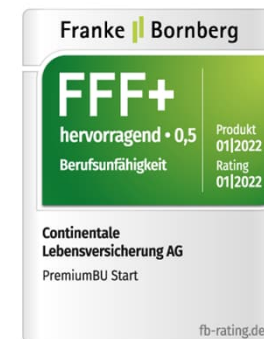 Franke Bornberg
FFF+
hervorragend • 0,5
Berufsunfähigkeit
Produkt
01|2022
Rating
01|2022
Continentale
Lebensversicherung AG
PremiumBU Start
fb-rating.de